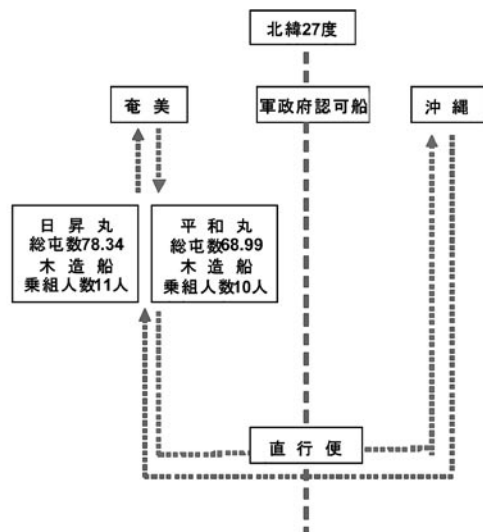 北緯27度
奄美
軍政府認可船
沖縄
日昇丸
総屯数78.34
木造船
乗組人数11人
平和丸
総屯数68.99
木造船
乗組人数10人
直行便